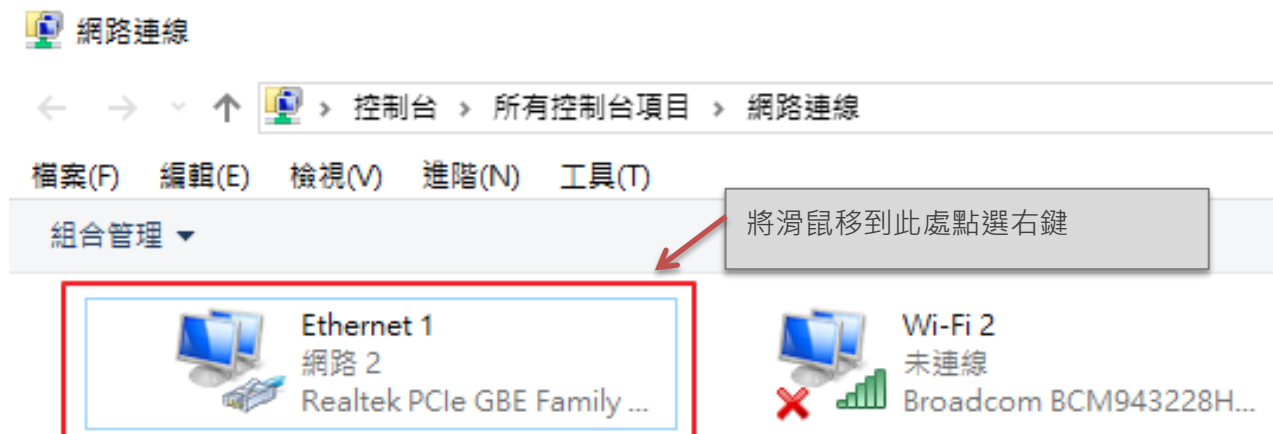 網路連線
控制台 › 所有控制台項目 › 網路連線
檔案(F) 編輯(E) 檢視(V) 進階(N) 工具(T)
組合管理
將滑鼠移到此處點選右鍵
Ethernet 1
網路 2
Realtek PCIe GBE Family ...
Wi-Fi 2
未連線
Broadcom BCM943228H...